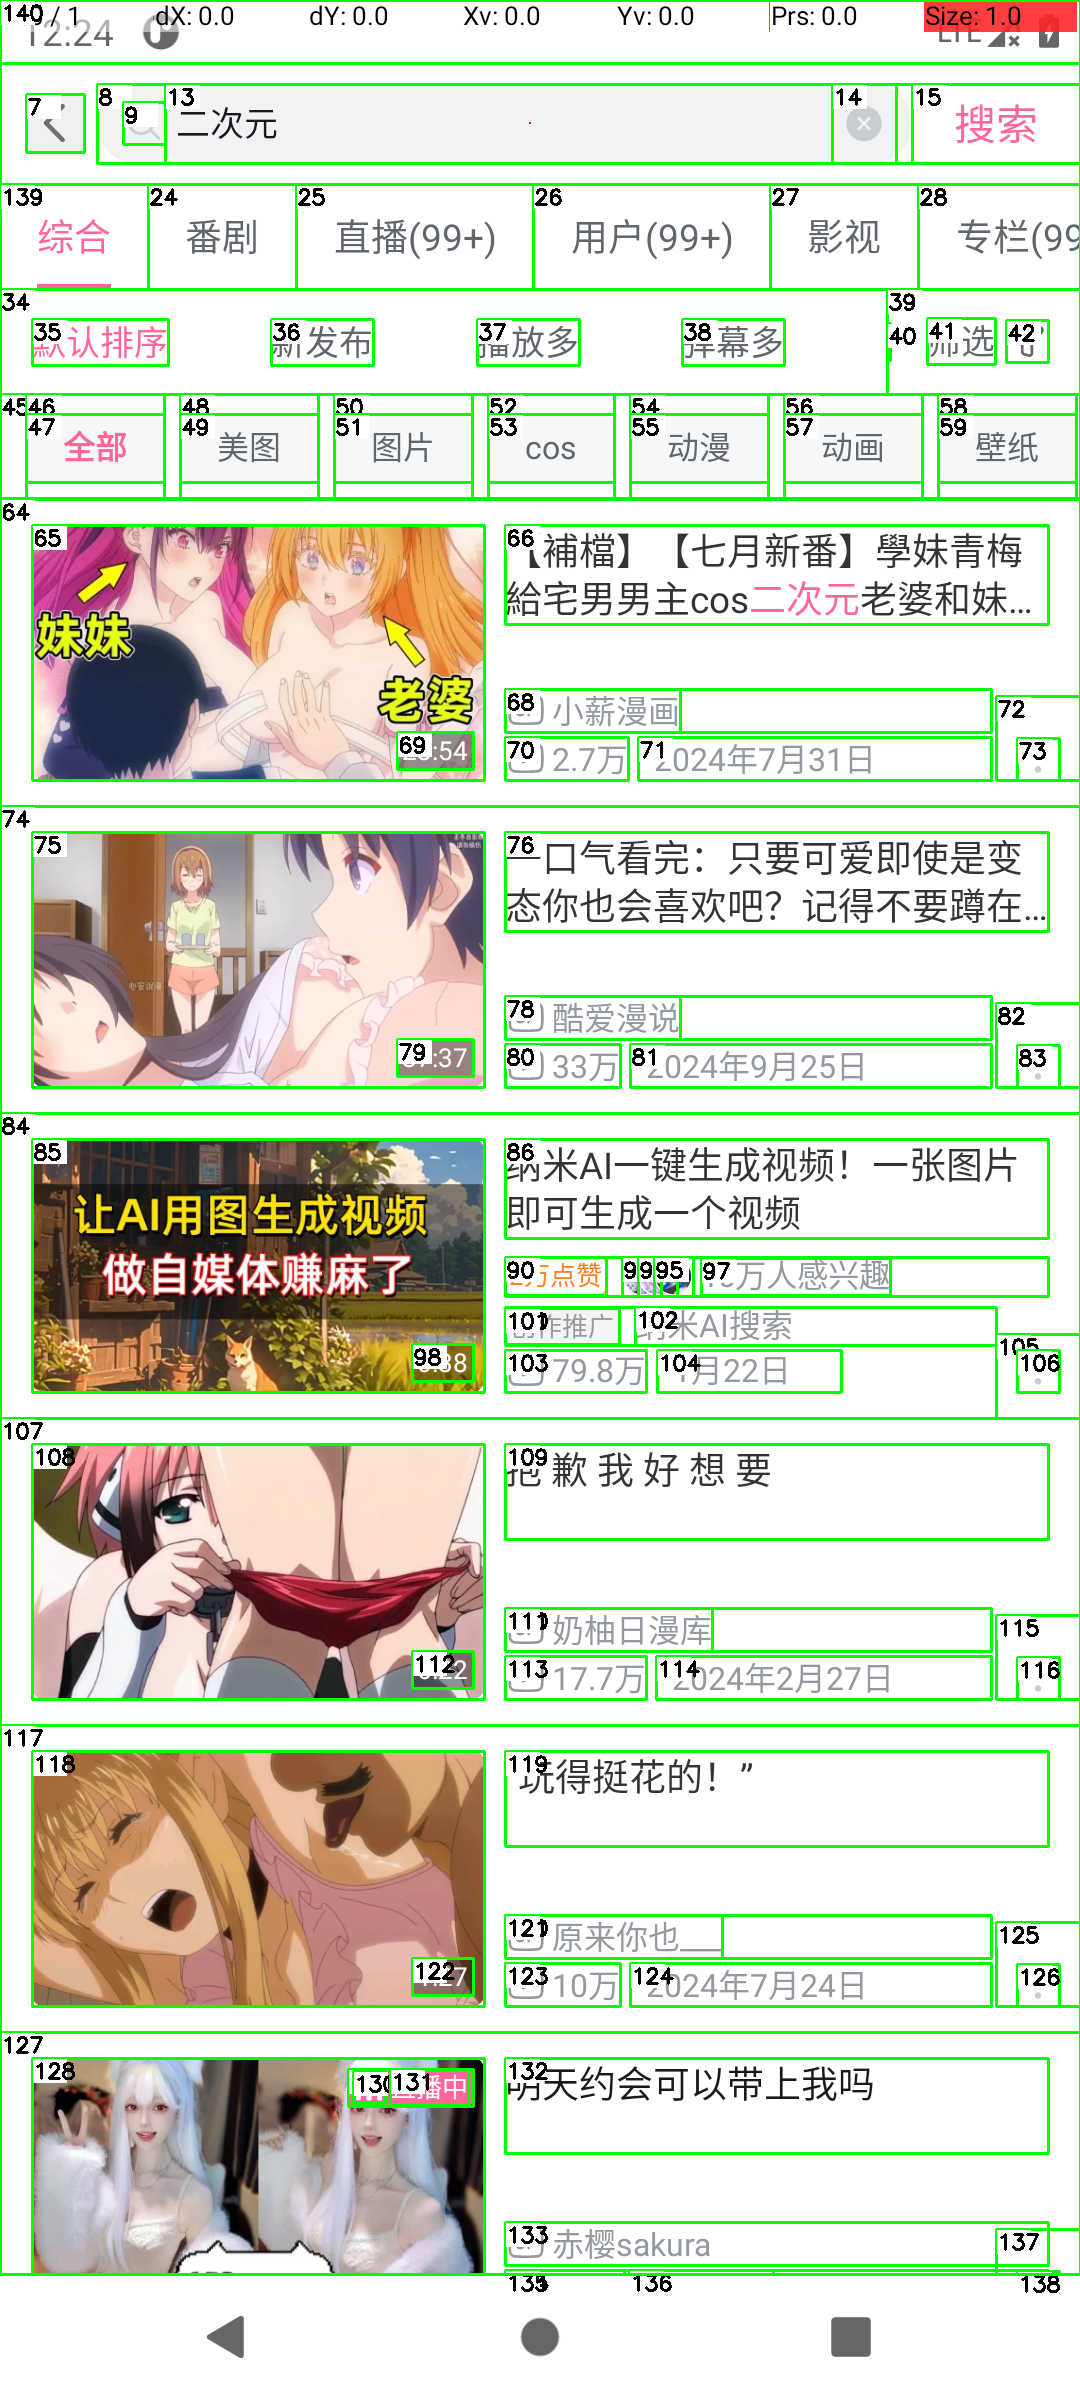 140 / 1 dX: 0.0 dY: 0.0 Xv: 0.0 Yv: 0.0 Prs: 0.0 Size: 1.0
12:24 LTE
7 8 9 13 二次元 14 15 搜索
139 综合 24 番剧 25 直播(99+) 26 用户(99+) 27 影视 28 专栏(99
34 35 默认排序 36 新发布 37 播放多 38 弹幕多 39 40 41 筛选 42
45 46 48 50 52 54 56 58
47 全部 49 美图 51 图片 53 cos 55 动漫 57 动画 59 壁纸
64
65 妹妹 老婆
66 【補檔】【七月新番】學妹青梅
給宅男男主cos二次元老婆和妹...
68 小薪漫画 72
69 :54 70 2.7万 71 2024年7月31日 73
74
75
76 一口气看完：只要可爱即使是变
态你也会喜欢吧？记得不要蹲在...
78 酷爱漫说 82
79 :37 80 33万 81 2024年9月25日 83
84
85 让AI用图生成视频
做自媒体赚麻了
86 纳米AI一键生成视频！一张图片
即可生成一个视频
90 2万点赞 95 97 万人感兴趣
101 创作推广 102 纳米AI搜索 105
98 :38 103 79.8万 104 1月22日 106
107
108 109 抱 歉 我 好 想 要
111 奶柚日漫库 115
112 :22 113 17.7万 114 2024年2月27日 116
117
118 119 玩得挺花的！”
121 原来你也__ 125
122 :27 123 10万 124 2024年7月24日 126
127
128 130 131 直播中 132 明天约会可以带上我吗
133 赤樱sakura 137
136 138